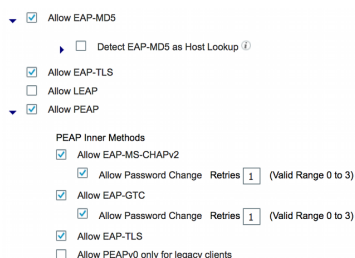 Allow EAP-MD5
Detect EAP-MD5 as Host Lookup i
Allow EAP-TLS
Allow LEAP
Allow PEAP
PEAP Inner Methods
Allow EAP-MS-CHAPv2
Allow Password Change Retries 1 (Valid Range 0 to 3)
Allow EAP-GTC
Allow Password Change Retries 1 (Valid Range 0 to 3)
Allow EAP-TLS
Allow PEAPv0 only for legacy clients